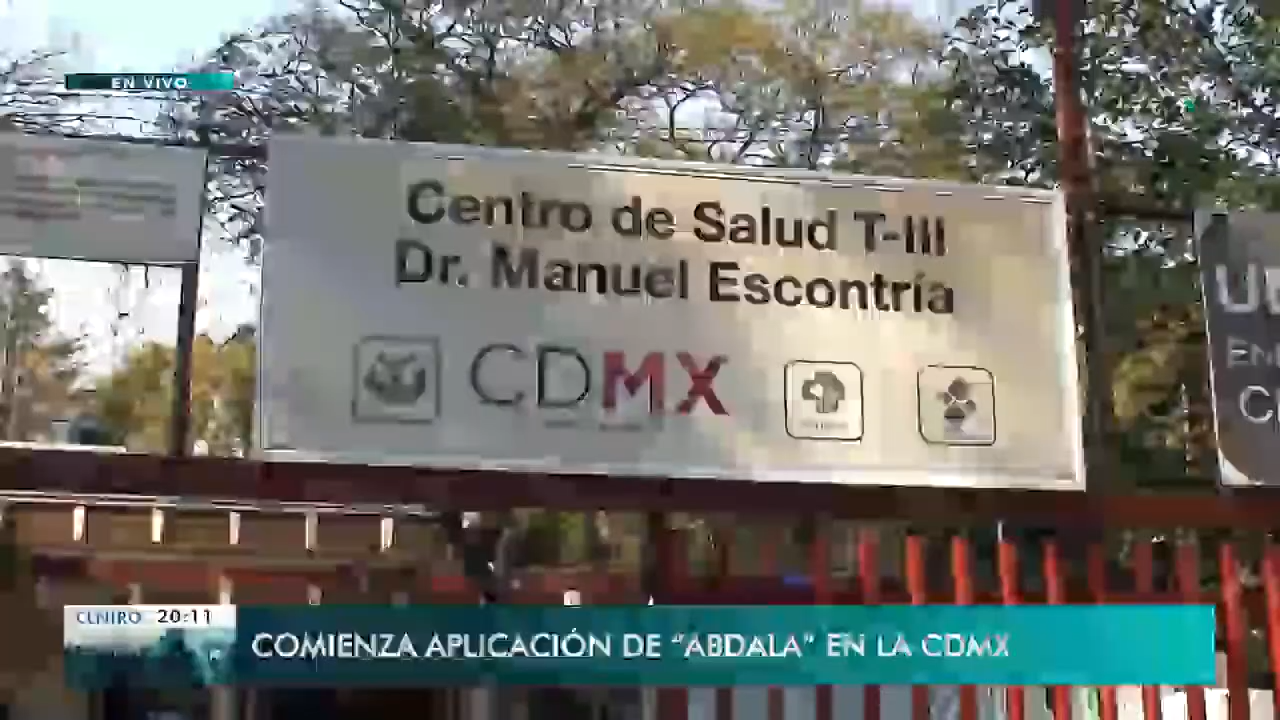 EN VIVO
Centro de Salud T-III
Dr. Manuel Escontría
CDMX
EN
C
CENTRO 20:11
COMIENZA APLICACIÓN DE “ABDALA” EN LA CDMX